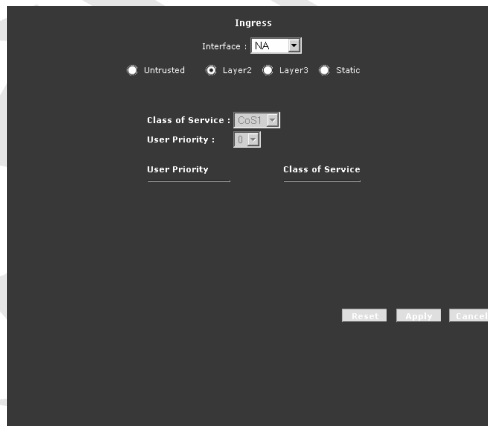 Ingress
Interface : NA
Untrusted Layer2 Layer3 Static
Class of Service : CoS1
User Priority : 0
User Priority Class of Service
Reset Apply Cancel